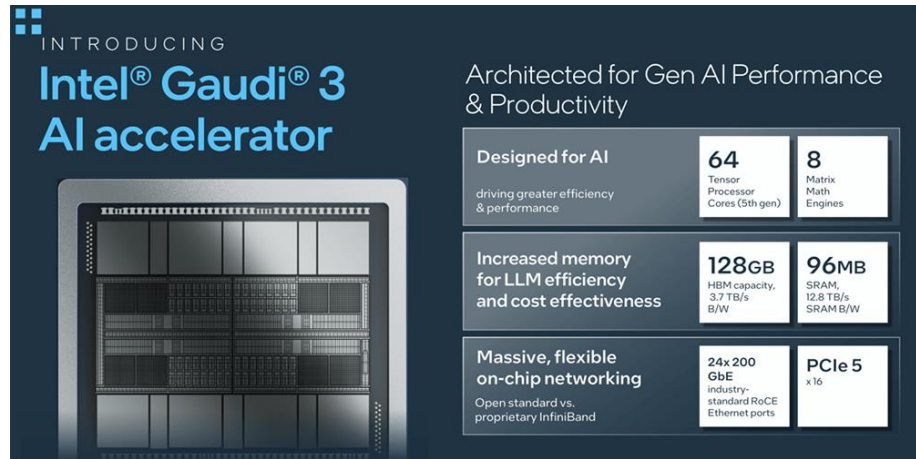 INTRODUCING
Intel® Gaudi® 3
AI accelerator
Architected for Gen AI Performance
& Productivity
Designed for AI
driving greater efficiency
& performance
64
Tensor
Processor
Cores (5th gen)
8
Matrix
Math
Engines
Increased memory
for LLM efficiency
and cost effectiveness
128GB
HBM capacity,
3.7 TB/s
B/W
96MB
SRAM,
12.8 TB/s
SRAM B/W
Massive, flexible
on-chip networking
Open standard vs.
proprietary InfiniBand
24x 200
GbE
industry-
standard RoCE
Ethernet ports
PCIe 5
x 16